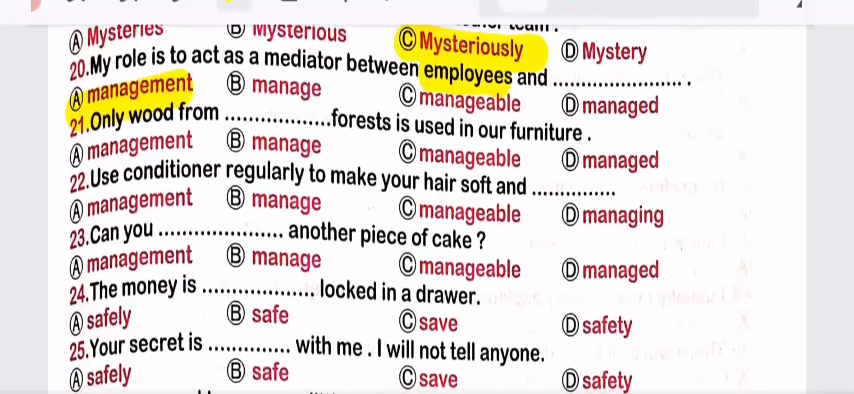 Ⓐ Mysteries Ⓑ Mysterious Ⓒ Mysteriously Ⓓ Mystery
20.My role is to act as a mediator between employees and ........................ .
Ⓐ management Ⓑ manage Ⓒ manageable Ⓓ managed
21.Only wood from ..................forests is used in our furniture .
Ⓐ management Ⓑ manage Ⓒ manageable Ⓓ managed
22.Use conditioner regularly to make your hair soft and ...............
Ⓐ management Ⓑ manage Ⓒ manageable Ⓓ managing
23.Can you ...................... another piece of cake ?
Ⓐ management Ⓑ manage Ⓒ manageable Ⓓ managed
24.The money is ................... locked in a drawer.
Ⓐ safely Ⓑ safe Ⓒ save Ⓓ safety
25.Your secret is .............. with me . I will not tell anyone.
Ⓐ safely Ⓑ safe Ⓒ save Ⓓ safety